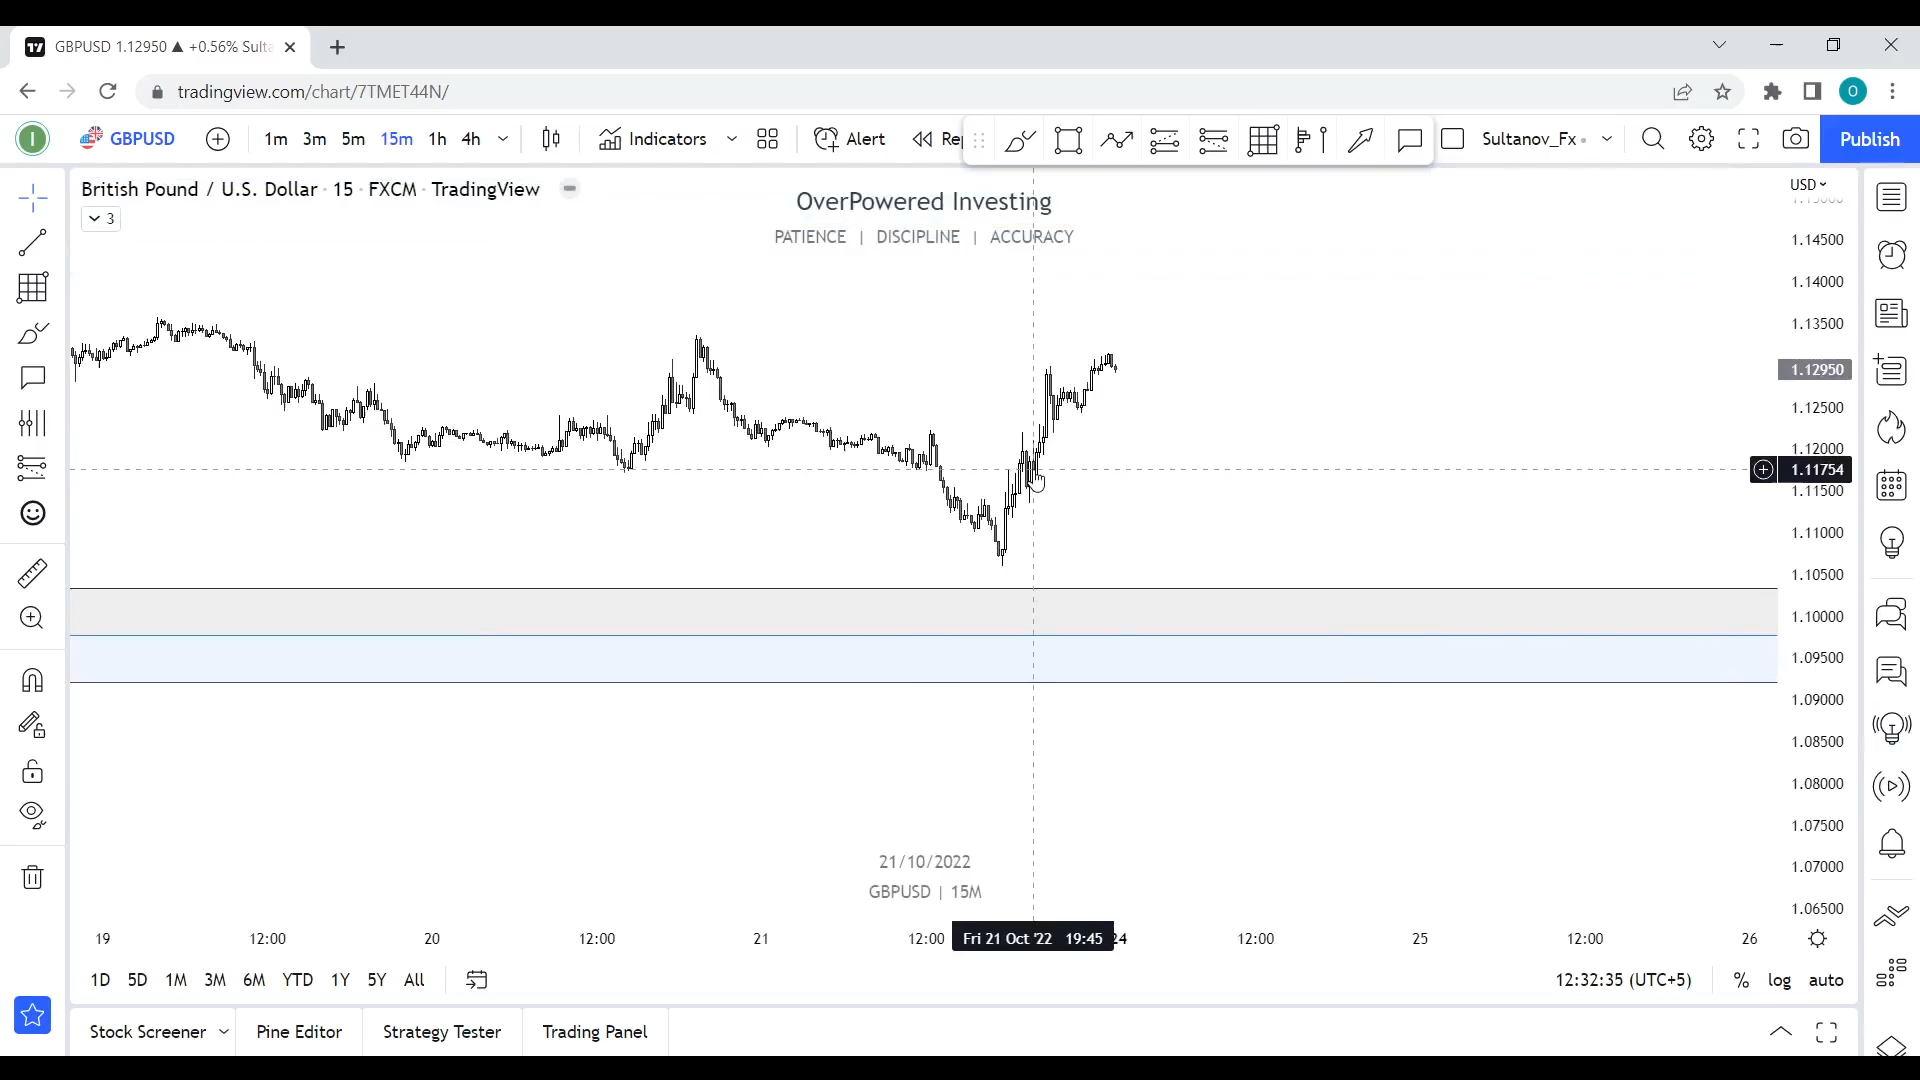 GBPUSD 1.12950 ▲ +0.56% Sulta
tradingview.com/chart/7TMET44N/
O
I GBPUSD 1m 3m 5m 15m 1h 4h Indicators Alert Rep Sultanov_Fx Publish
British Pound / U.S. Dollar · 15 · FXCM · TradingView
3
OverPowered Investing
PATIENCE | DISCIPLINE | ACCURACY
USD
1.15000
1.14500
1.14000
1.13500
1.12950
1.12500
1.12000
1.11754
1.11500
1.11000
1.10500
1.10000
1.09500
1.09000
1.08500
1.08000
1.07500
1.07000
1.06500
21/10/2022
GBPUSD | 15M
19 12:00 20 12:00 21 12:00 Fri 21 Oct '22 19:45 24 12:00 25 12:00 26
1D 5D 1M 3M 6M YTD 1Y 5Y All 12:32:35 (UTC+5) % log auto
Stock Screener Pine Editor Strategy Tester Trading Panel